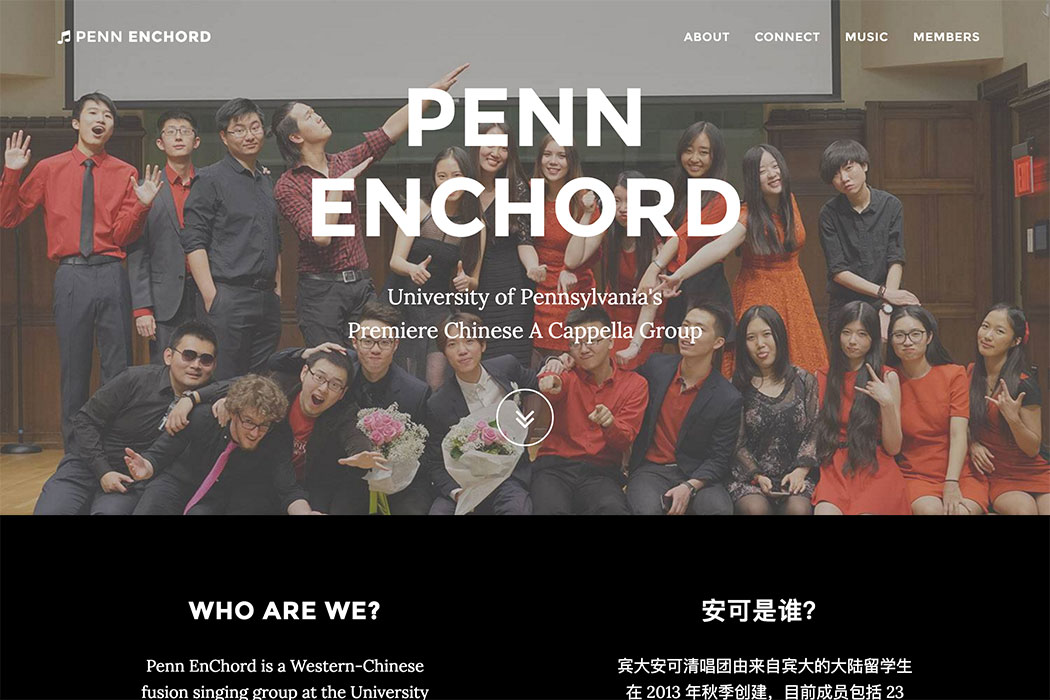 PENN ENCHORD
ABOUT CONNECT MUSIC MEMBERS
PENN
ENCHORD
University of Pennsylvania's
Premiere Chinese A Cappella Group
WHO ARE WE?
Penn EnChord is a Western-Chinese
fusion singing group at the University
安可是谁?
宾大安可清唱团由来自宾大的大陆留学生
在 2013 年秋季创建，目前成员包括 23